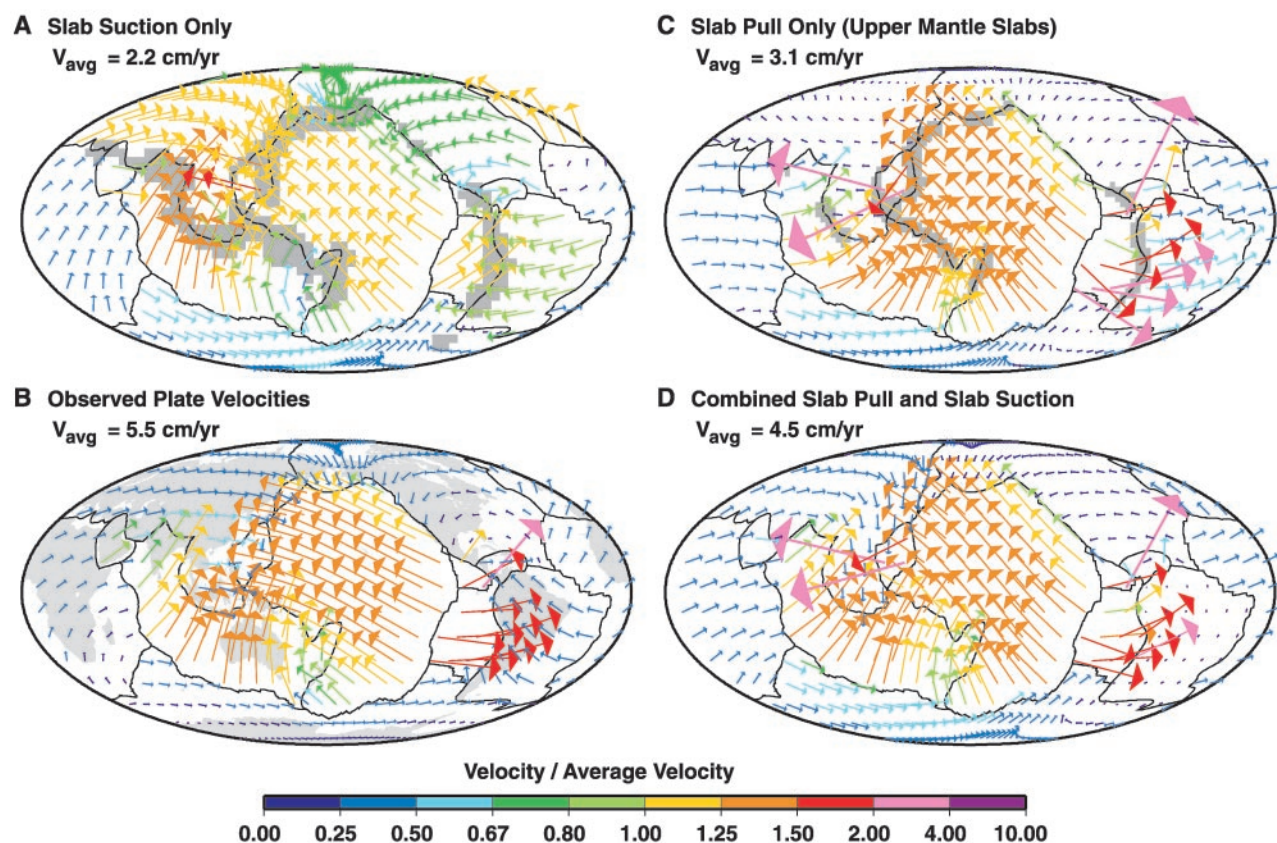 A Slab Suction Only
Vavg = 2.2 cm/yr
C Slab Pull Only (Upper Mantle Slabs)
Vavg = 3.1 cm/yr
B Observed Plate Velocities
Vavg = 5.5 cm/yr
D Combined Slab Pull and Slab Suction
Vavg = 4.5 cm/yr
Velocity / Average Velocity
0.00 0.25 0.50 0.67 0.80 1.00 1.25 1.50 2.00 4.00 10.00